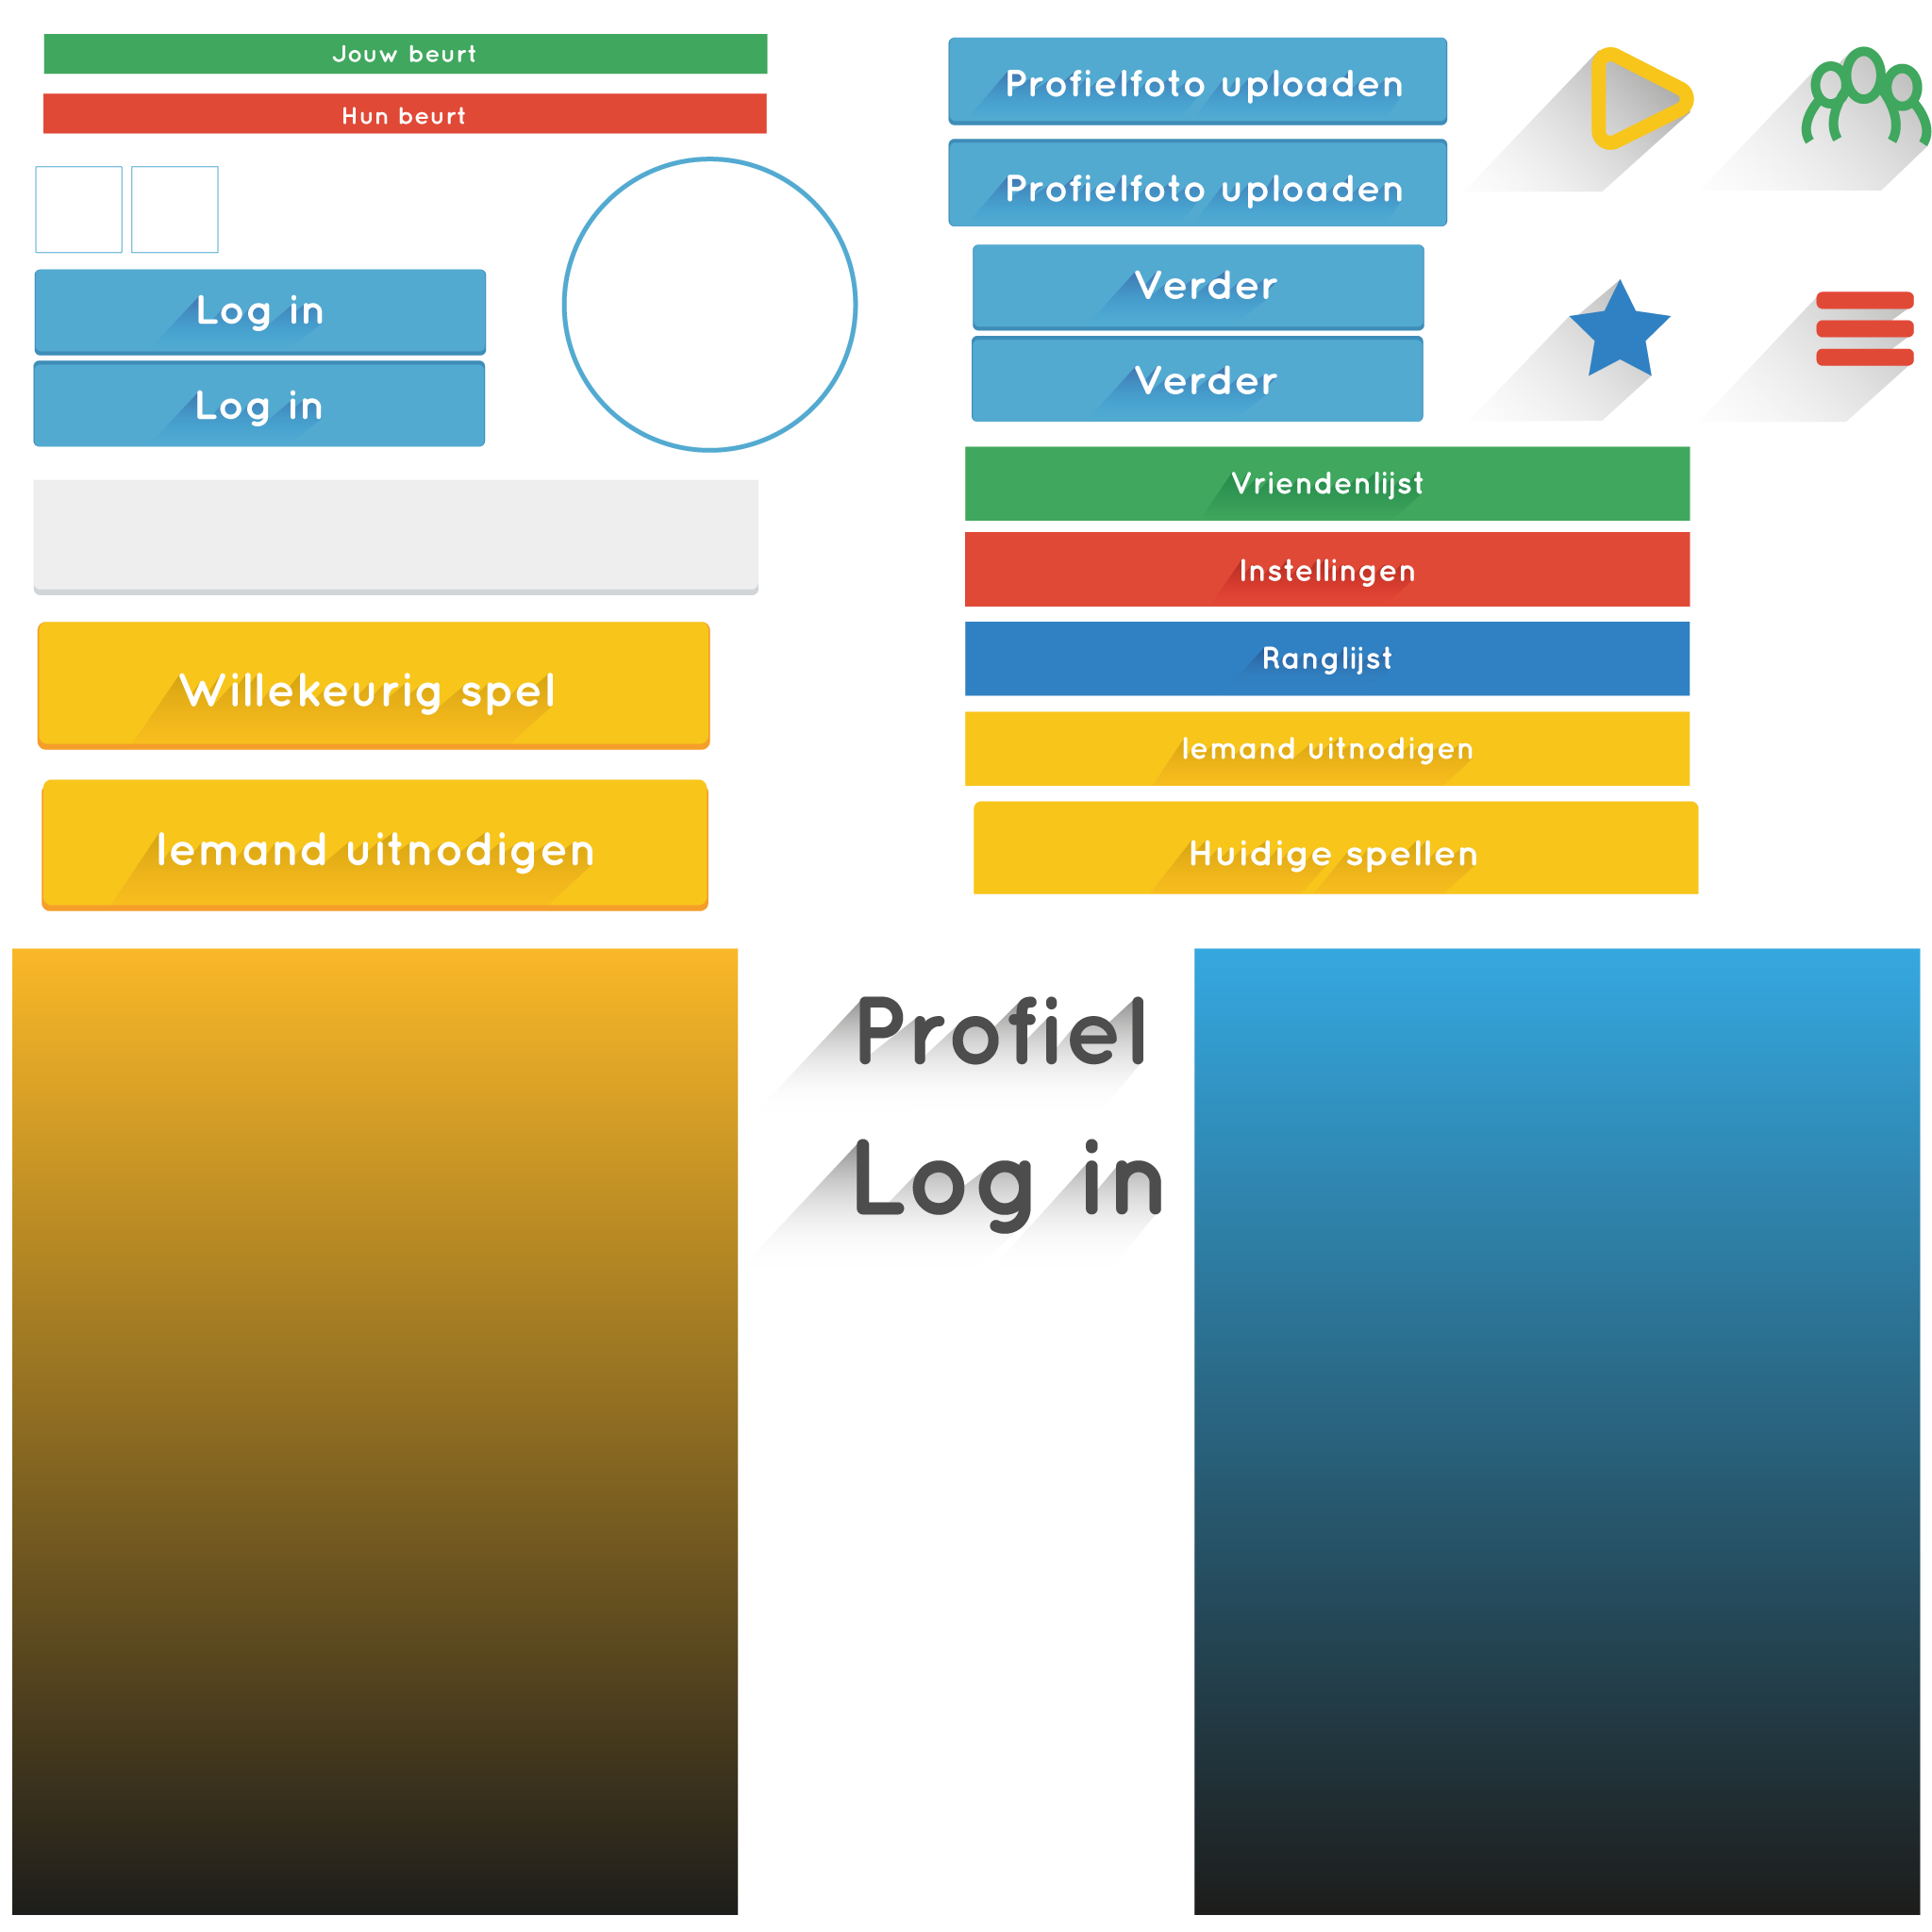 Jouw beurt
Hun beurt
Log in
Log in
Willekeurig spel
Iemand uitnodigen
Profielfoto uploaden
Profielfoto uploaden
Verder
Verder
Vriendenlijst
Instellingen
Ranglijst
Iemand uitnodigen
Huidige spellen
Profiel
Log in